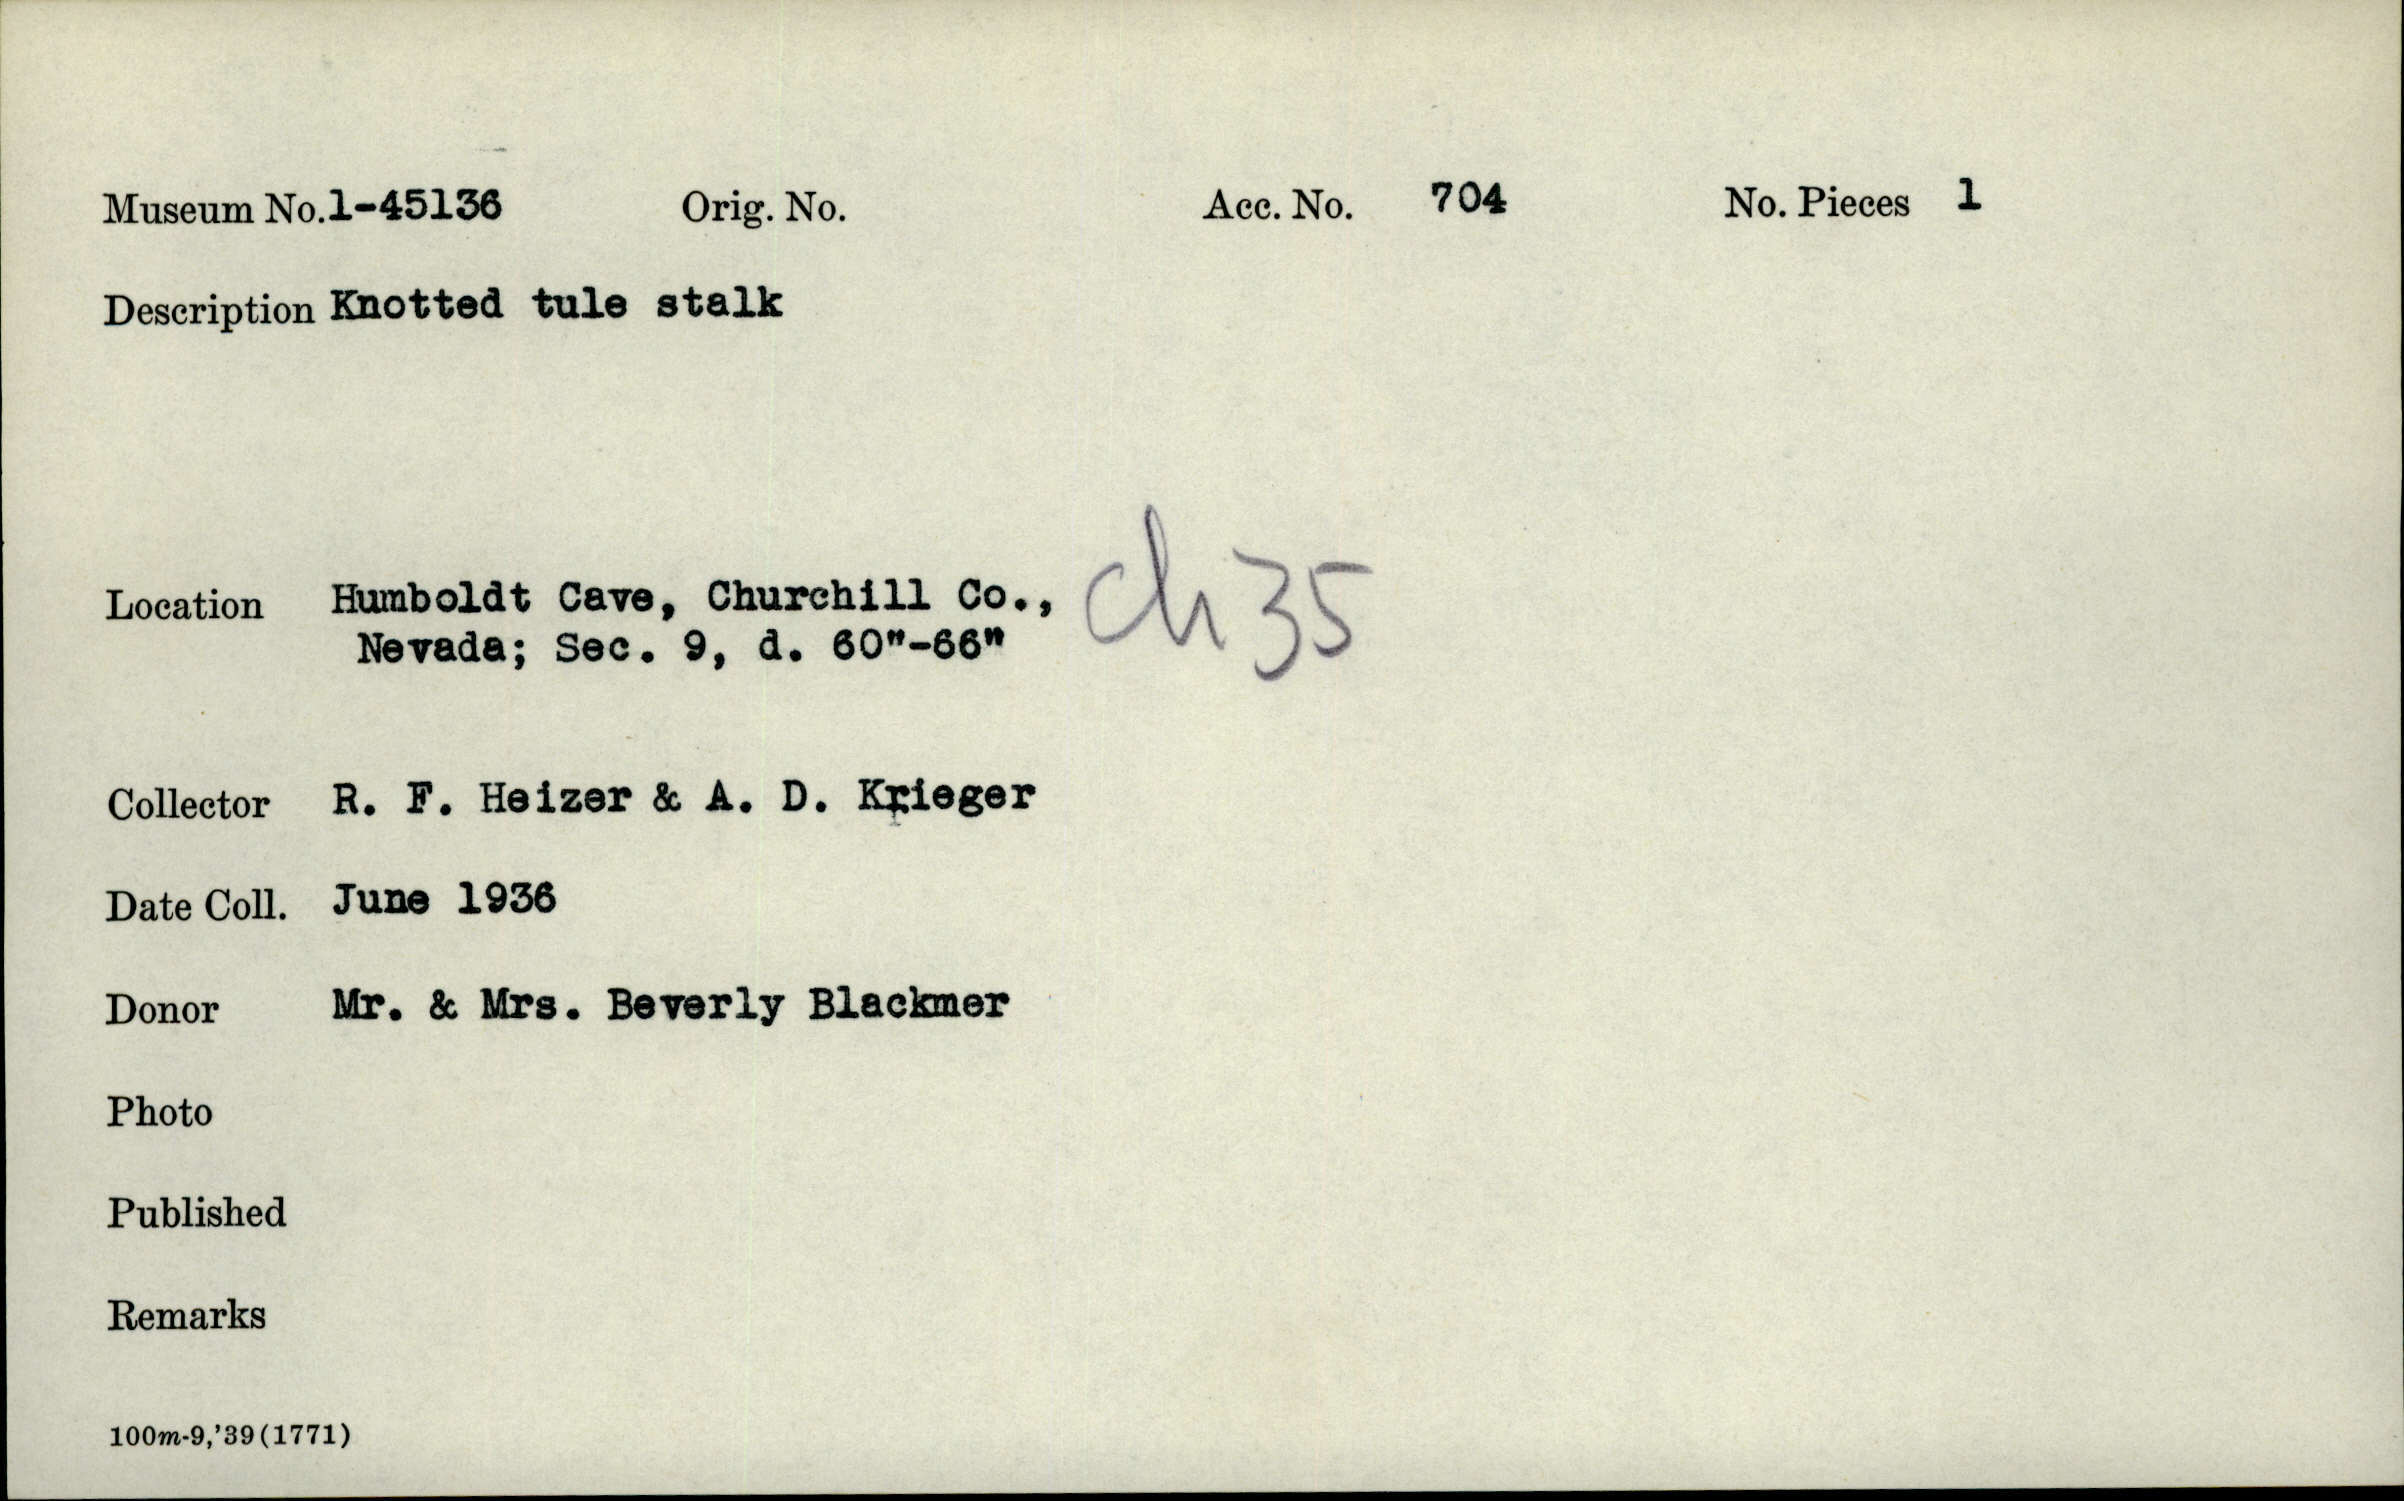 Museum No. 1-45136 Orig. No. Acc. No. 704 No. Pieces 1
Description Knotted tule stalk
Location Humboldt Cave, Churchill Co.,
Nevada; Sec. 9, d. 60"-66"
Ch 35
Collector R. F. Heizer & A. D. Krieger
Date Coll. June 1936
Donor Mr. & Mrs. Beverly Blackmer
Photo
Published
Remarks
100m-9,'39(1771)